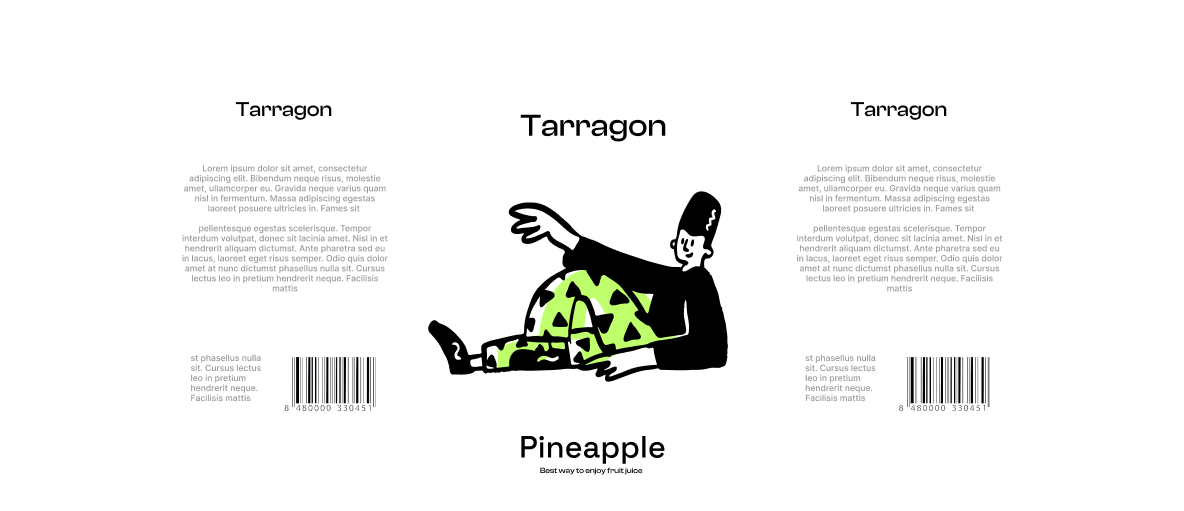 Tarragon
Lorem ipsum dolor sit amet, consectetur
adipiscing elit. Bibendum neque risus, molestie
amet, ullamcorper eu. Gravida neque varius quam
nisl in fermentum. Massa adipiscing egestas
laoreet posuere ultricies in. Fames sit
pellentesque egestas scelerisque. Tempor
interdum volutpat, donec sit lacinia amet. Nisl in et
hendrerit aliquam dictumst. Ante pharetra sed eu
in lacus, laoreet eget risus semper. Odio quis dolor
amet at nunc dictumst phasellus nulla sit. Cursus
lectus leo in pretium hendrerit neque. Facilisis
mattis
st phasellus nulla
sit. Cursus lectus
leo in pretium
hendrerit neque.
Facilisis mattis
8 480000 330451
Tarragon
Pineapple
Best way to enjoy fruit juice
Tarragon
Lorem ipsum dolor sit amet, consectetur
adipiscing elit. Bibendum neque risus, molestie
amet, ullamcorper eu. Gravida neque varius quam
nisl in fermentum. Massa adipiscing egestas
laoreet posuere ultricies in. Fames sit
pellentesque egestas scelerisque. Tempor
interdum volutpat, donec sit lacinia amet. Nisl in et
hendrerit aliquam dictumst. Ante pharetra sed eu
in lacus, laoreet eget risus semper. Odio quis dolor
amet at nunc dictumst phasellus nulla sit. Cursus
lectus leo in pretium hendrerit neque. Facilisis
mattis
st phasellus nulla
sit. Cursus lectus
leo in pretium
hendrerit neque.
Facilisis mattis
8 480000 330451